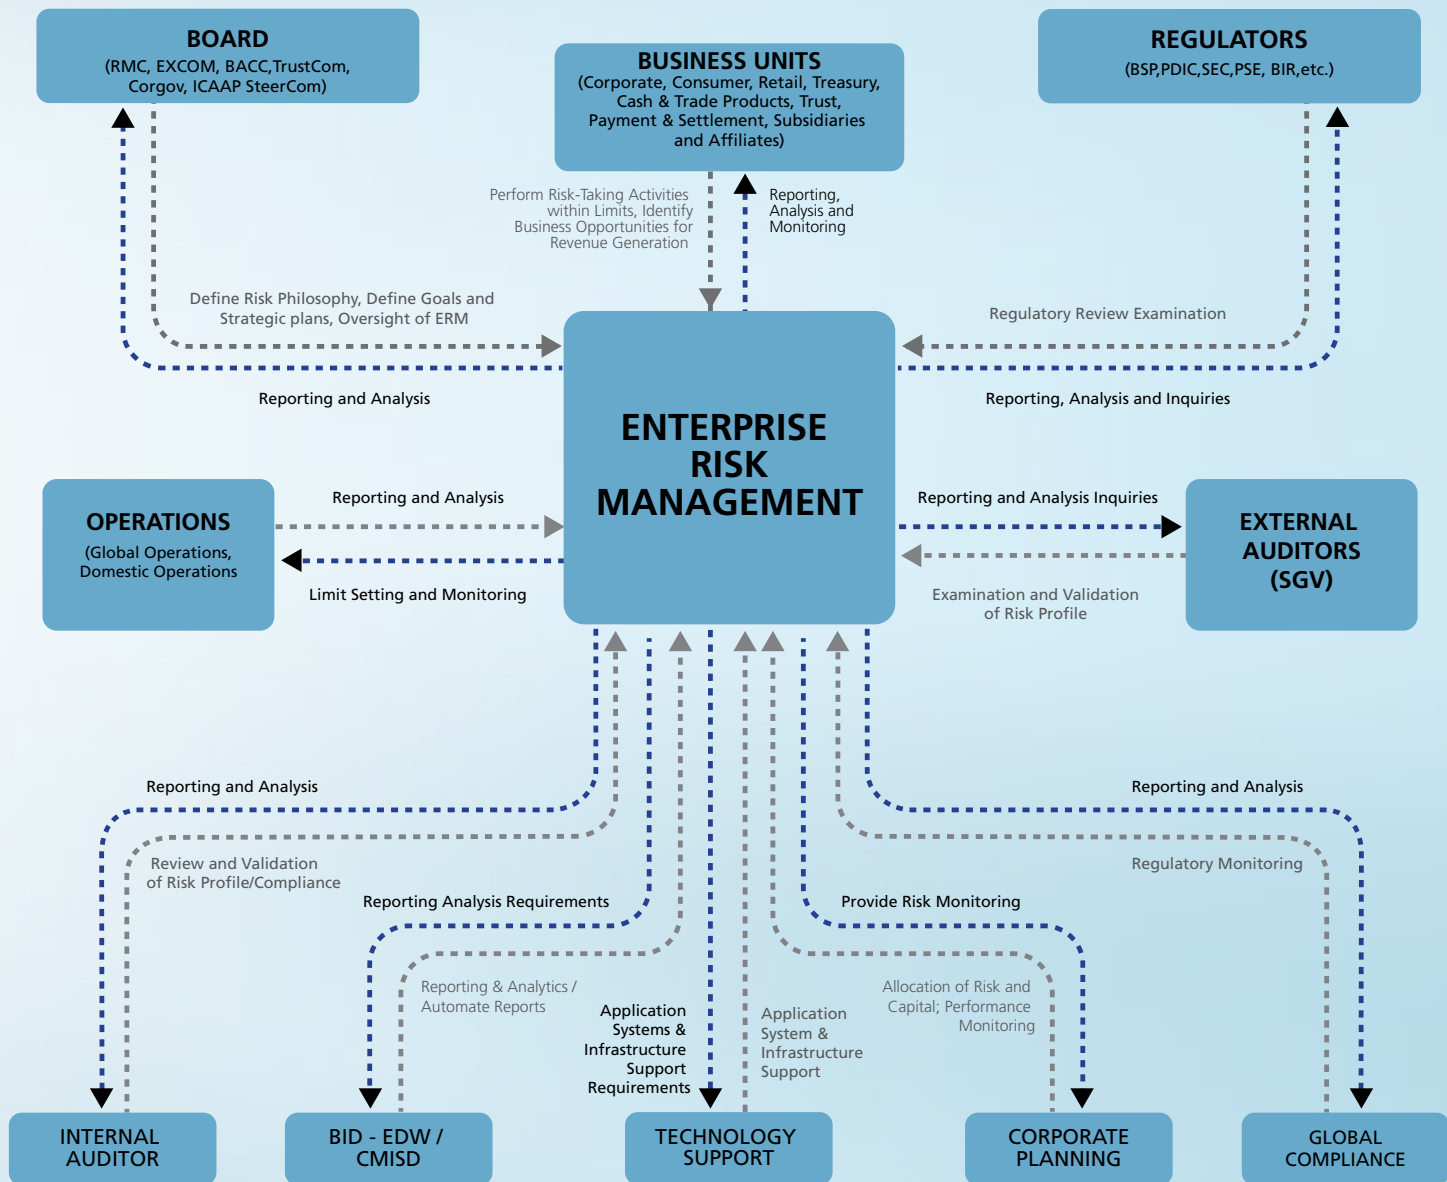 BOARD
(RMC, EXCOM, BACC,TrustCom,
Corgov, ICAAP SteerCom)
BUSINESS UNITS
(Corporate, Consumer, Retail, Treasury,
Cash & Trade Products, Trust,
Payment & Settlement, Subsidiaries
and Affiliates)
REGULATORS
(BSP,PDIC,SEC,PSE, BIR,etc.)
Perform Risk-Taking Activities
within Limits, Identify
Business Opportunities for
Revenue Generation
Reporting,
Analysis and
Monitoring
Define Risk Philosophy, Define Goals and
Strategic plans, Oversight of ERM
Regulatory Review Examination
Reporting and Analysis
Reporting, Analysis and Inquiries
ENTERPRISE
RISK
MANAGEMENT
OPERATIONS
(Global Operations,
Domestic Operations
Reporting and Analysis
Limit Setting and Monitoring
Reporting and Analysis Inquiries
Examination and Validation
of Risk Profile
EXTERNAL
AUDITORS
(SGV)
Reporting and Analysis
Review and Validation
of Risk Profile/Compliance
Reporting Analysis Requirements
Reporting & Analytics /
Automate Reports
Application
Systems &
Infrastructure
Support
Requirements
Application
System &
Infrastructure
Support
Provide Risk Monitoring
Allocation of Risk and
Capital; Performance
Monitoring
Reporting and Analysis
Regulatory Monitoring
INTERNAL
AUDITOR
BID - EDW /
CMISD
TECHNOLOGY
SUPPORT
CORPORATE
PLANNING
GLOBAL
COMPLIANCE